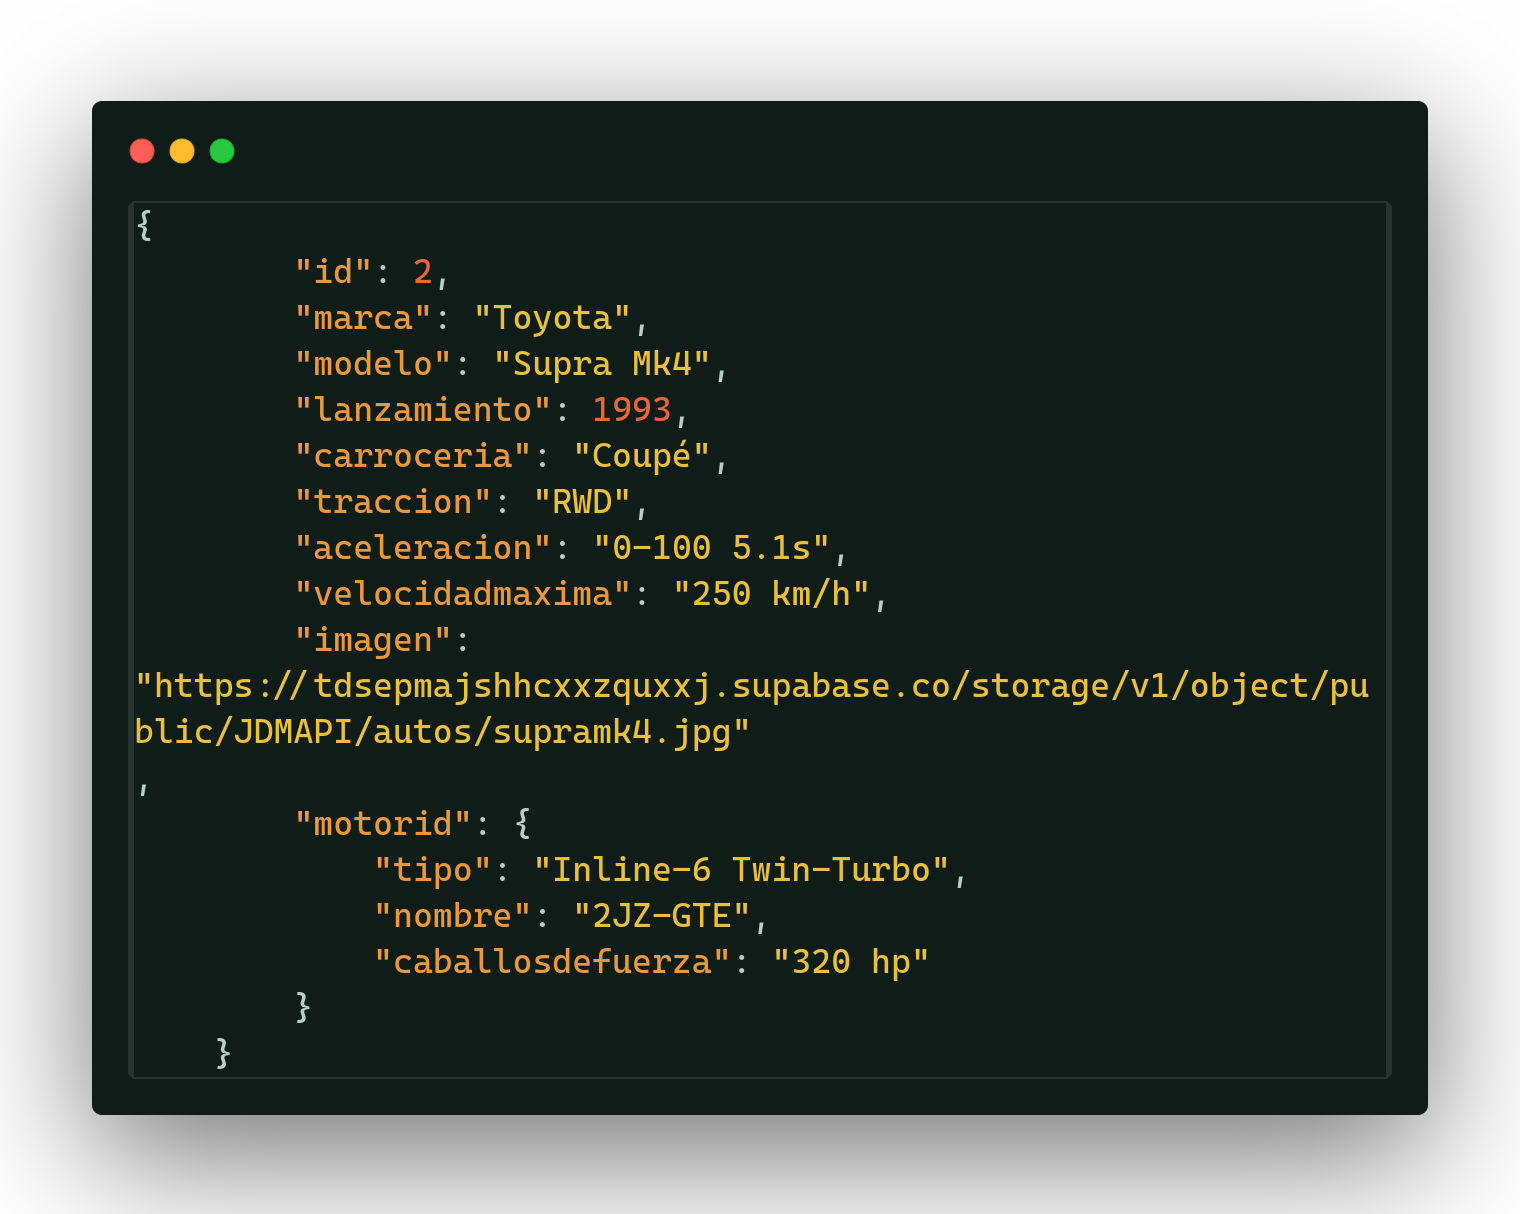 {
"id": 2,
"marca": "Toyota",
"modelo": "Supra Mk4",
"lanzamiento": 1993,
"carroceria": "Coupé",
"traccion": "RWD",
"aceleracion": "0-100 5.1s",
"velocidadmaxima": "250 km/h",
"imagen":
"https://tdsepmajshhcxxzquxxj.supabase.co/storage/v1/object/pu
blic/JDMAPI/autos/supramk4.jpg"
,
"motorid": {
"tipo": "Inline-6 Twin-Turbo",
"nombre": "2JZ-GTE",
"caballosdefuerza": "320 hp"
}
}